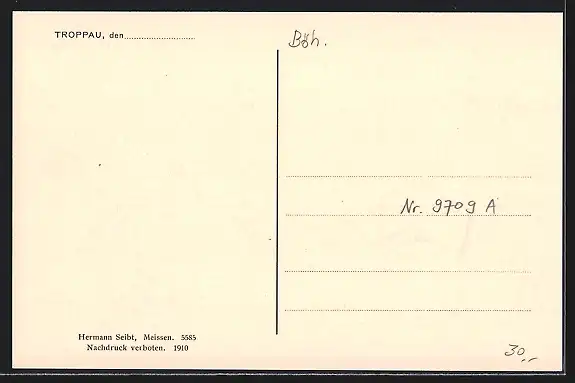 TROPPAU, den
Böh.
Nr. 9709 A
Hermann Seibt, Meissen. 5585
Nachdruck verboten. 1910
30,--